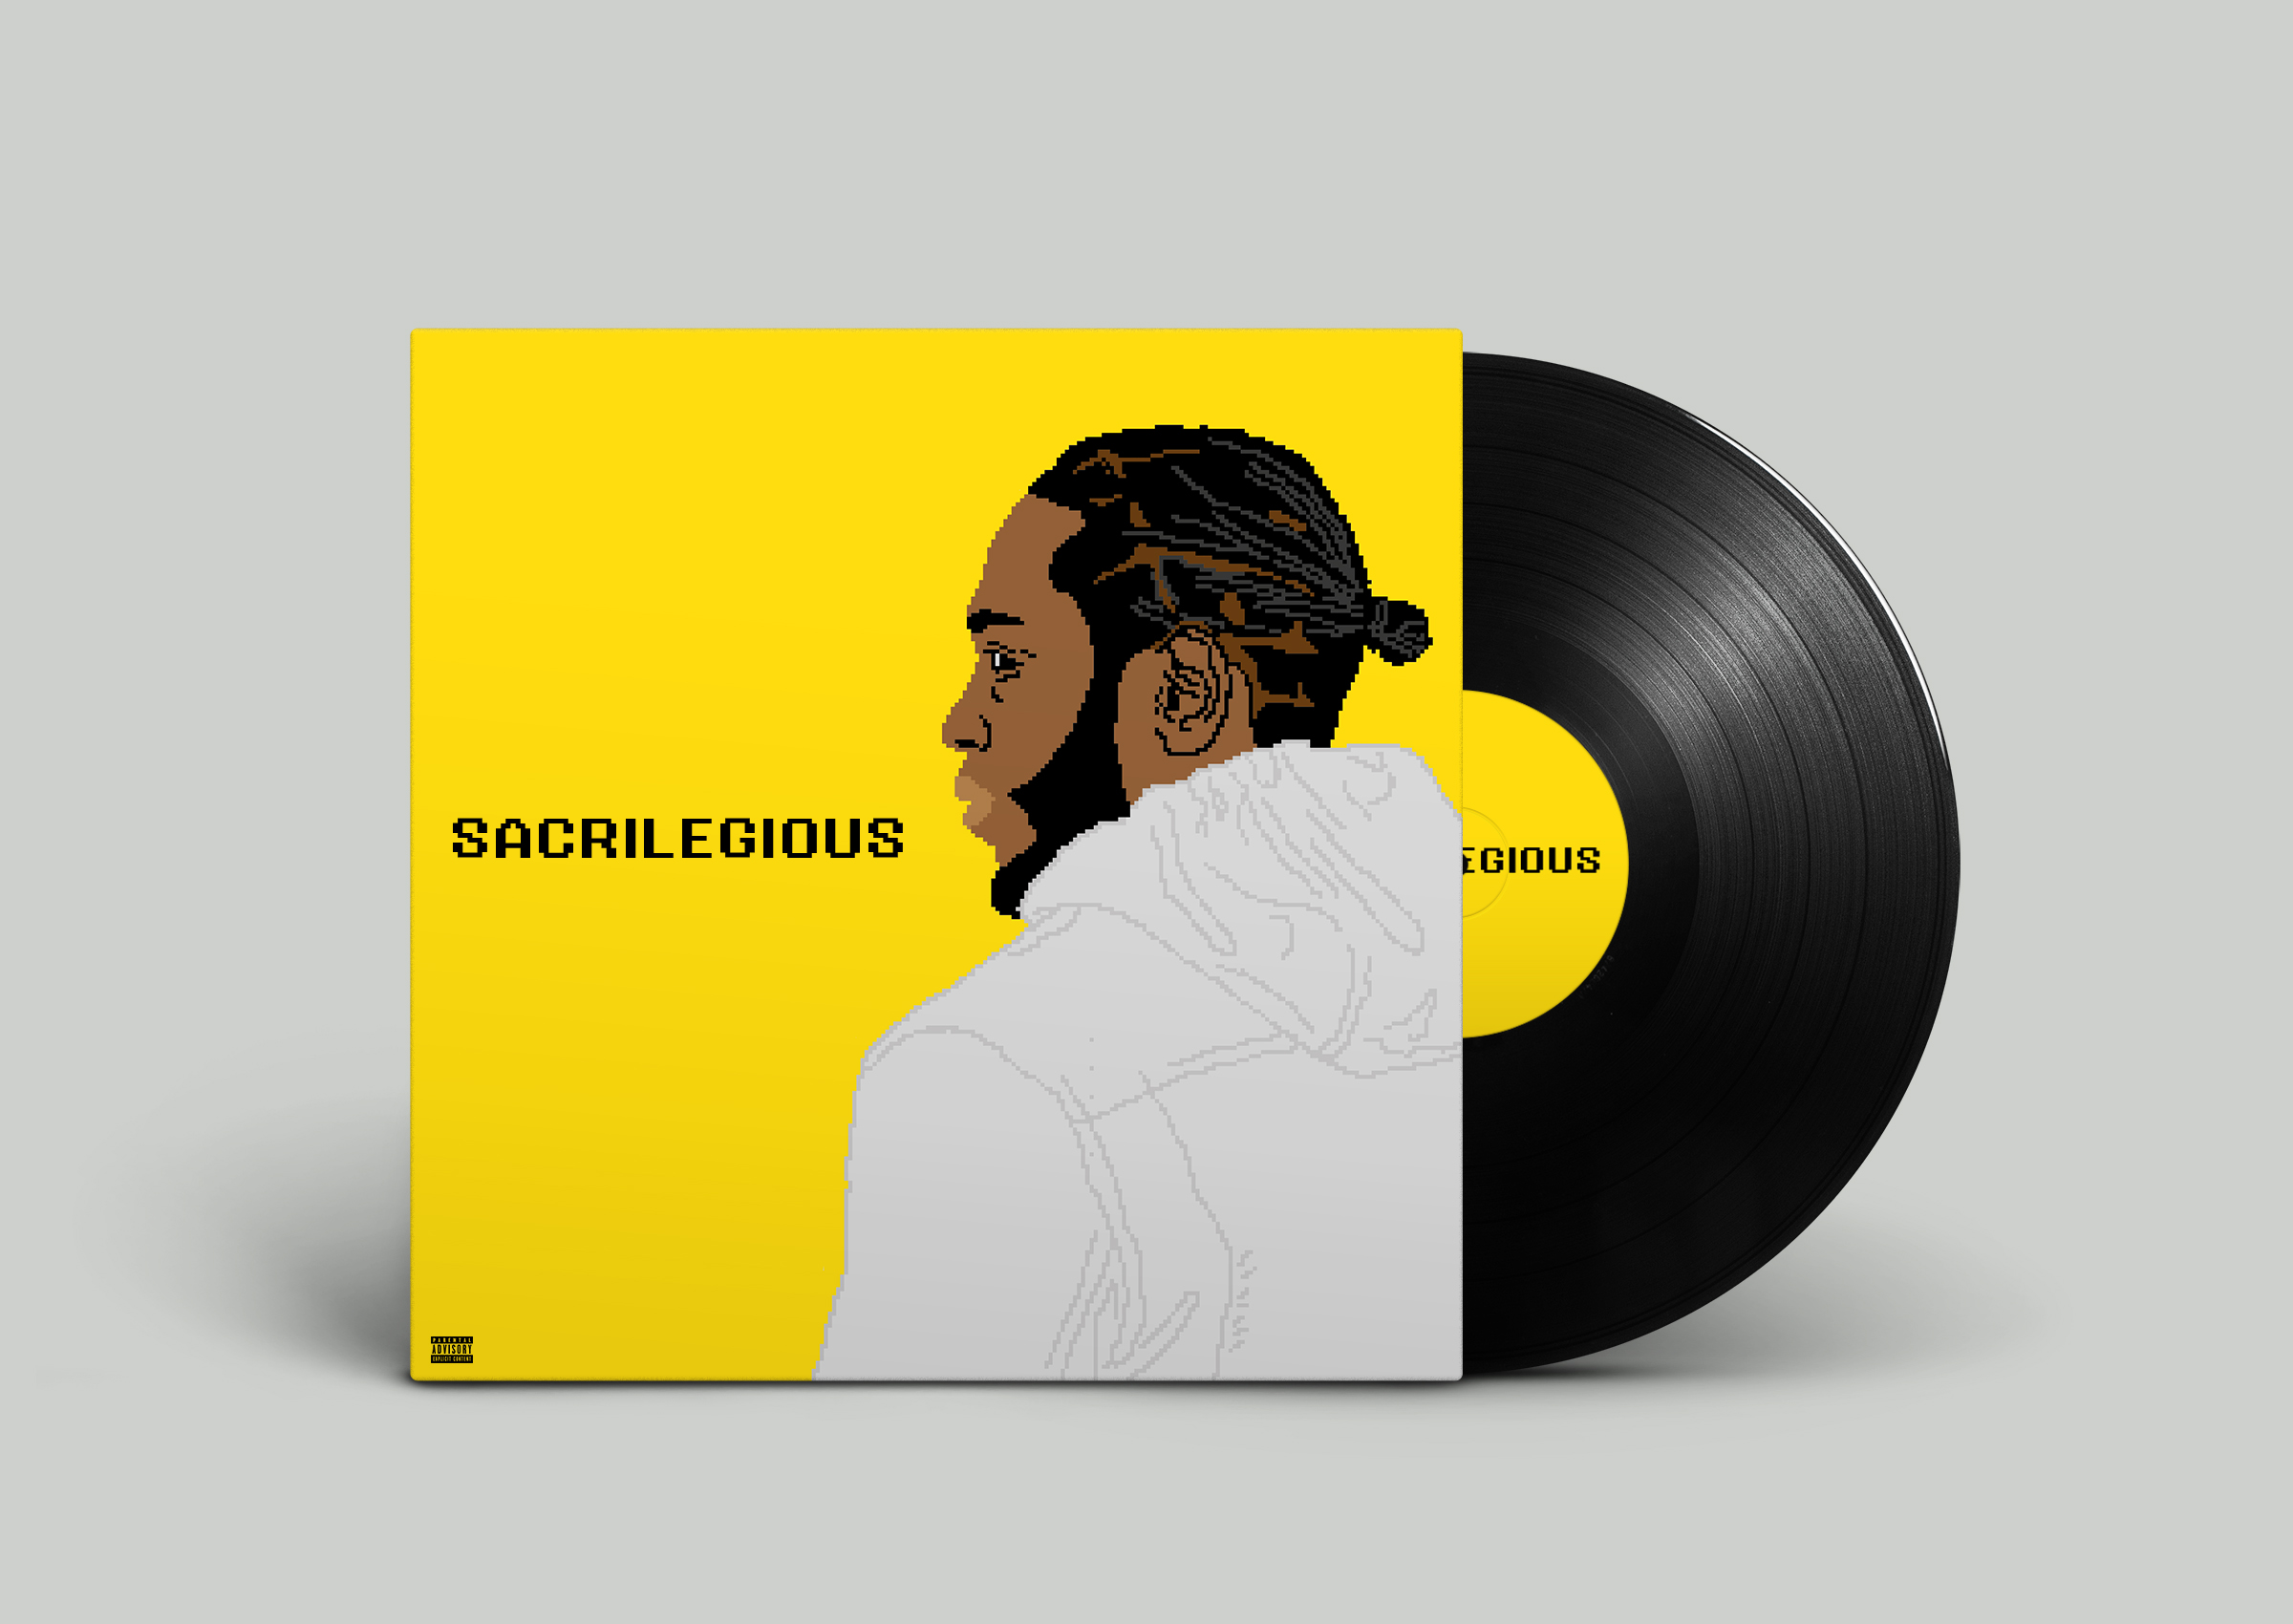 SACRILEGIOUS
EGIOUS
PARENTAL
ADVISORY
EXPLICIT CONTENT